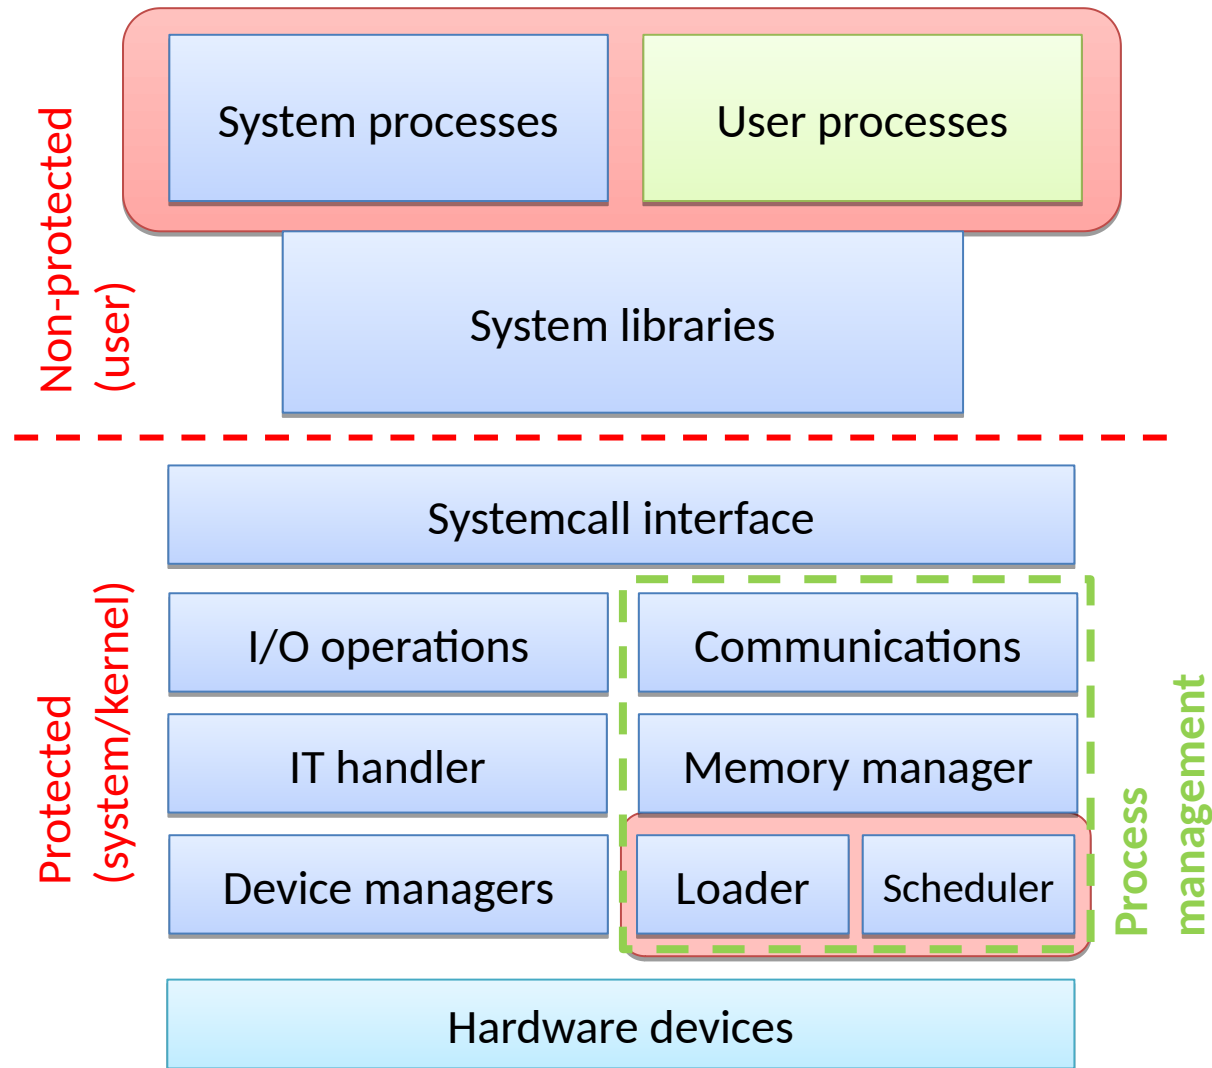 System processes
User processes
Non-protected
(user)
System libraries
Systemcall interface
Protected
(system/kernel)
I/O operations
Communications
IT handler
Memory manager
Device managers
Loader
Scheduler
Process
management
Hardware devices